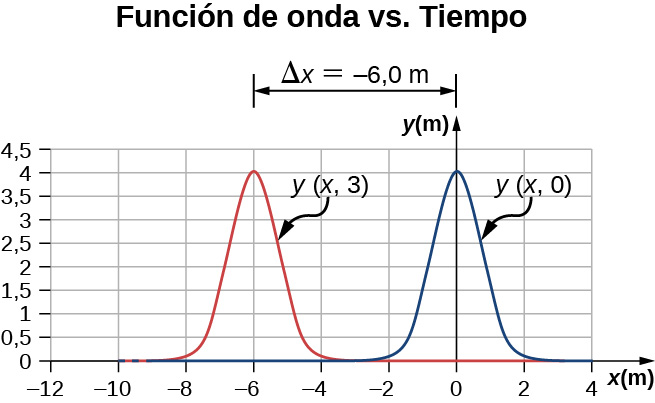 Función de onda vs. Tiempo
Δx = –6,0 m
y(m)
4,5
4
3,5
3
2,5
2
1,5
1
0,5
0
y (x, 3)
y (x, 0)
–12 –10 –8 –6 –4 –2 0 2 4
x(m)